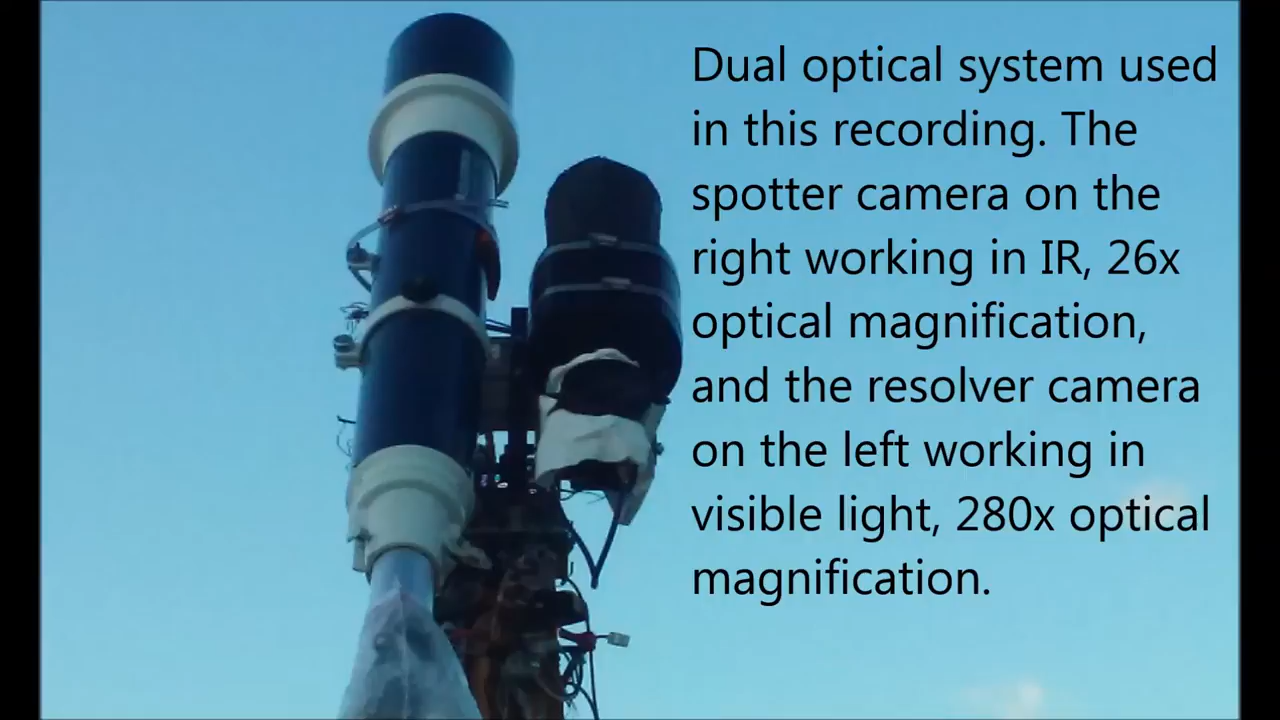 Dual optical system used
in this recording. The
spotter camera on the
right working in IR, 26x
optical magnification,
and the resolver camera
on the left working in
visible light, 280x optical
magnification.